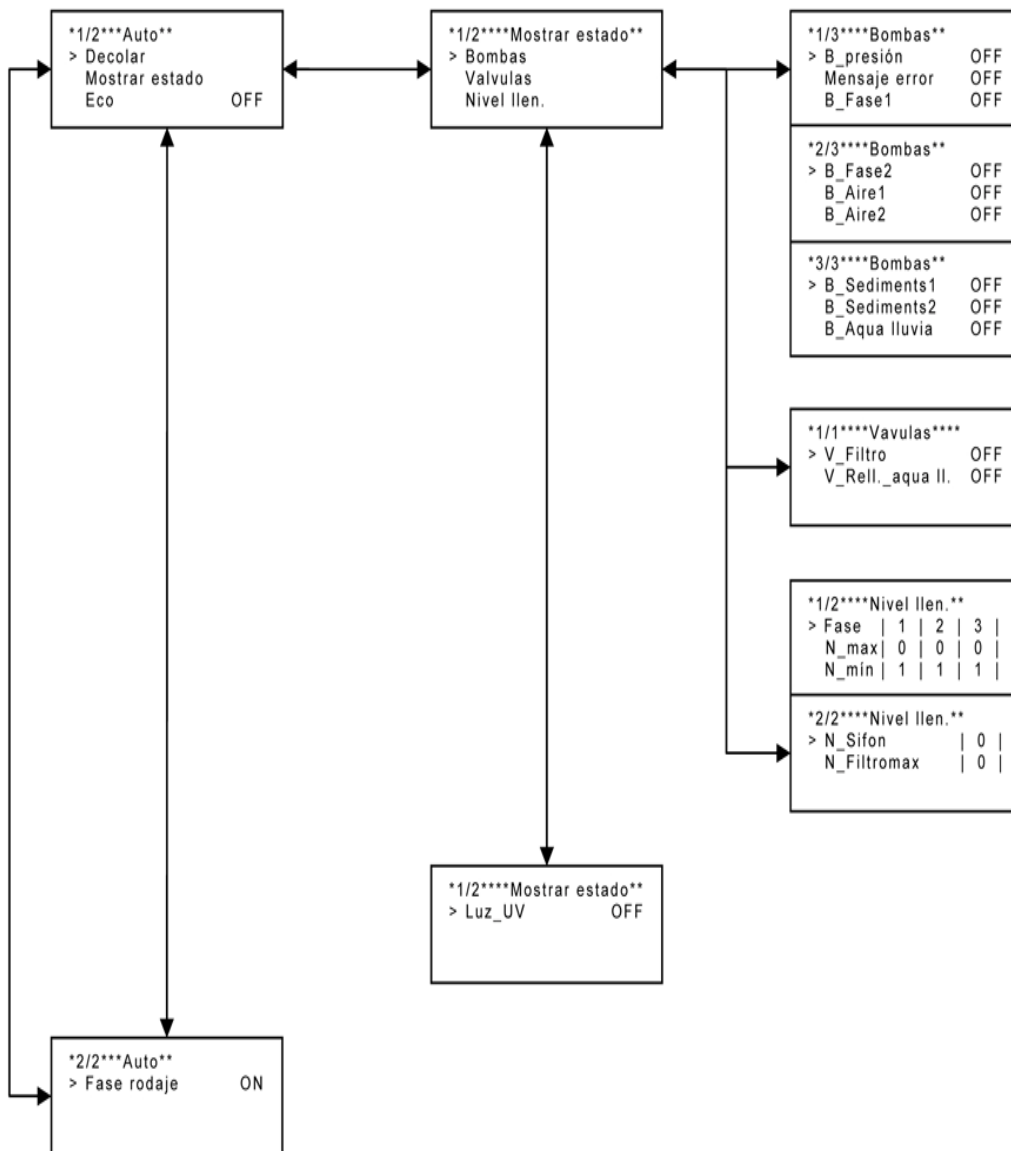 *1/2***Auto**
> Decolar
Mostrar estado
Eco OFF
*1/2****Mostrar estado**
> Bombas
Valvulas
Nivel llen.
*1/3****Bombas**
> B_presión OFF
Mensaje error OFF
B_Fase1 OFF
*2/3****Bombas**
> B_Fase2 OFF
B_Aire1 OFF
B_Aire2 OFF
*3/3****Bombas**
> B_Sediments1 OFF
B_Sediments2 OFF
B_Aqua lluvia OFF
*1/1****Vavulas****
> V_Filtro OFF
V_Rell._aqua ll. OFF
*1/2****Nivel llen.**
> Fase | 1 | 2 | 3 |
N_max| 0 | 0 | 0 |
N_mín | 1 | 1 | 1 |
*2/2****Nivel llen.**
> N_Sifon | 0 |
N_Filtromax | 0 |
*1/2****Mostrar estado**
> Luz_UV OFF
*2/2***Auto**
> Fase rodaje ON